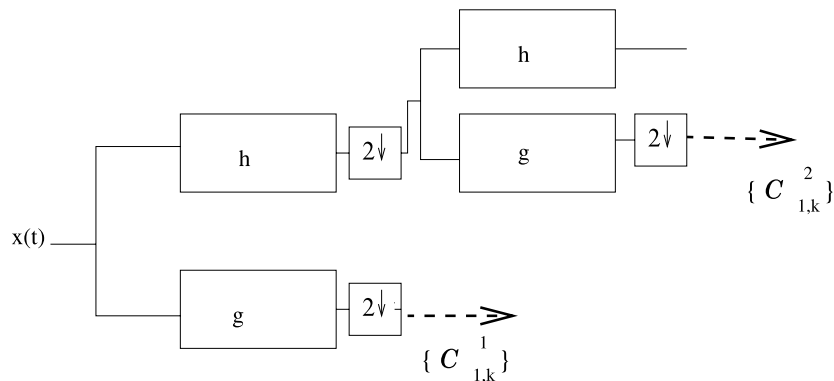 h
h
2↓
g
2↓
{ C 2 1,k }
x(t)
g
2↓
{ C 1 1,k }